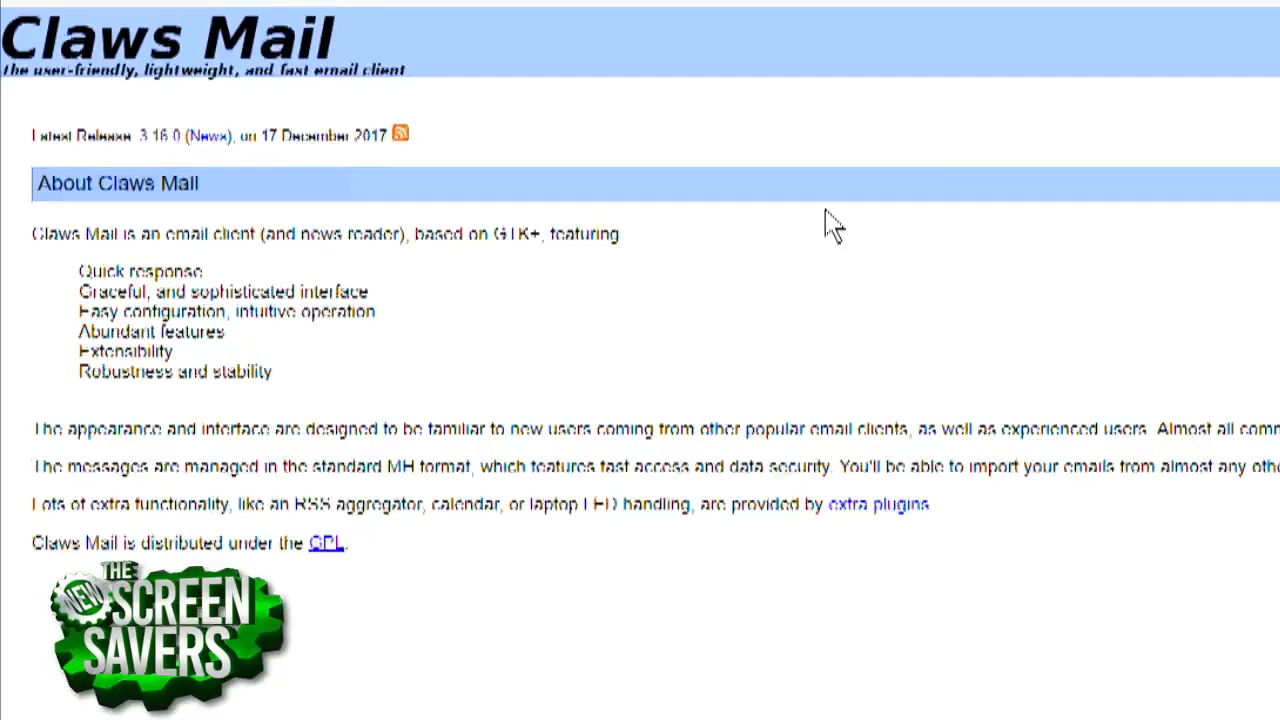 Claws Mail
the user-friendly, lightweight, and fast email client
Latest Release 3.16.0 (News), on 17 December 2017
About Claws Mail
Claws Mail is an email client (and news reader), based on GTK+, featuring
Quick response
Graceful, and sophisticated interface
Easy configuration, intuitive operation
Abundant features
Extensibility
Robustness and stability
The appearance and interface are designed to be familiar to new users coming from other popular email clients, as well as experienced users. Almost all comm
The messages are managed in the standard MH format, which features fast access and data security. You'll be able to import your emails from almost any othe
Lots of extra functionality, like an RSS aggregator, calendar, or laptop LED handling, are provided by extra plugins
Claws Mail is distributed under the GPL.
THE
NEW SCREEN
SAVERS